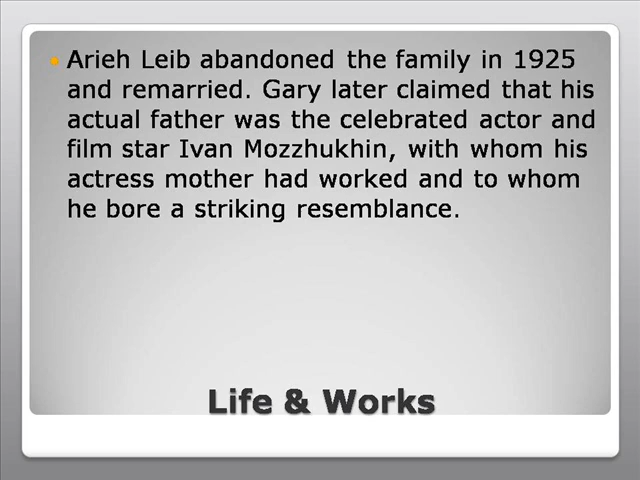 Arieh Leib abandoned the family in 1925
and remarried. Gary later claimed that his
actual father was the celebrated actor and
film star Ivan Mozzhukhin, with whom his
actress mother had worked and to whom
he bore a striking resemblance.
Life & Works